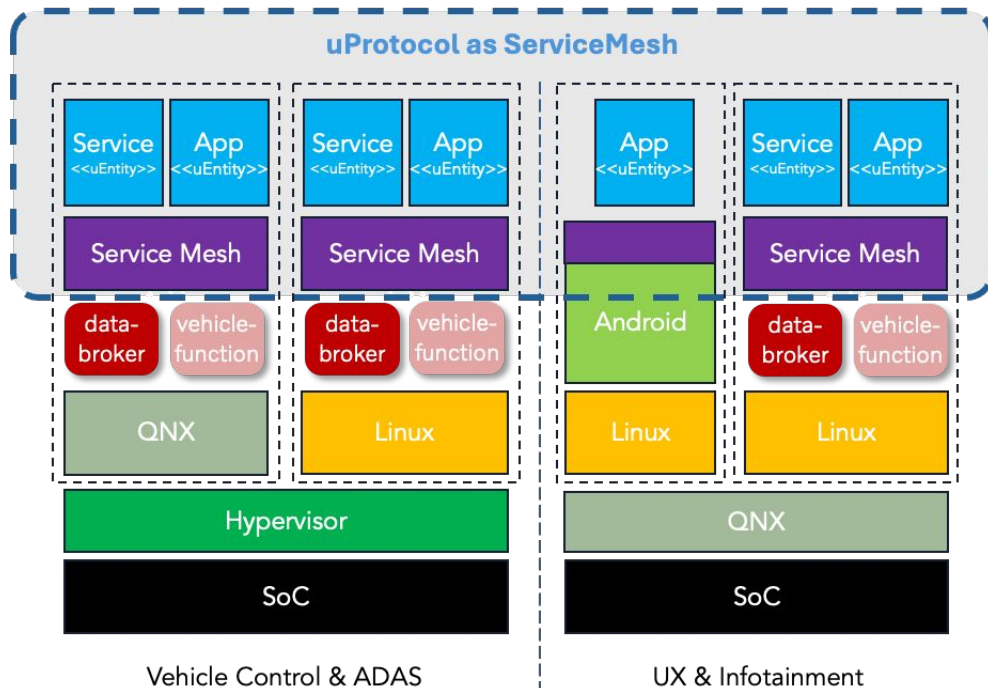 uProtocol as ServiceMesh
Service
<<uEntity>>
App
<<uEntity>>
Service
<<uEntity>>
App
<<uEntity>>
App
<<uEntity>>
Service
<<uEntity>>
App
<<uEntity>>
Service Mesh
Service Mesh
Service Mesh
data-
broker
vehicle-
function
data-
broker
vehicle-
function
Android
data-
broker
vehicle-
function
QNX
Linux
Linux
Linux
Hypervisor
QNX
SoC
SoC
Vehicle Control & ADAS
UX & Infotainment